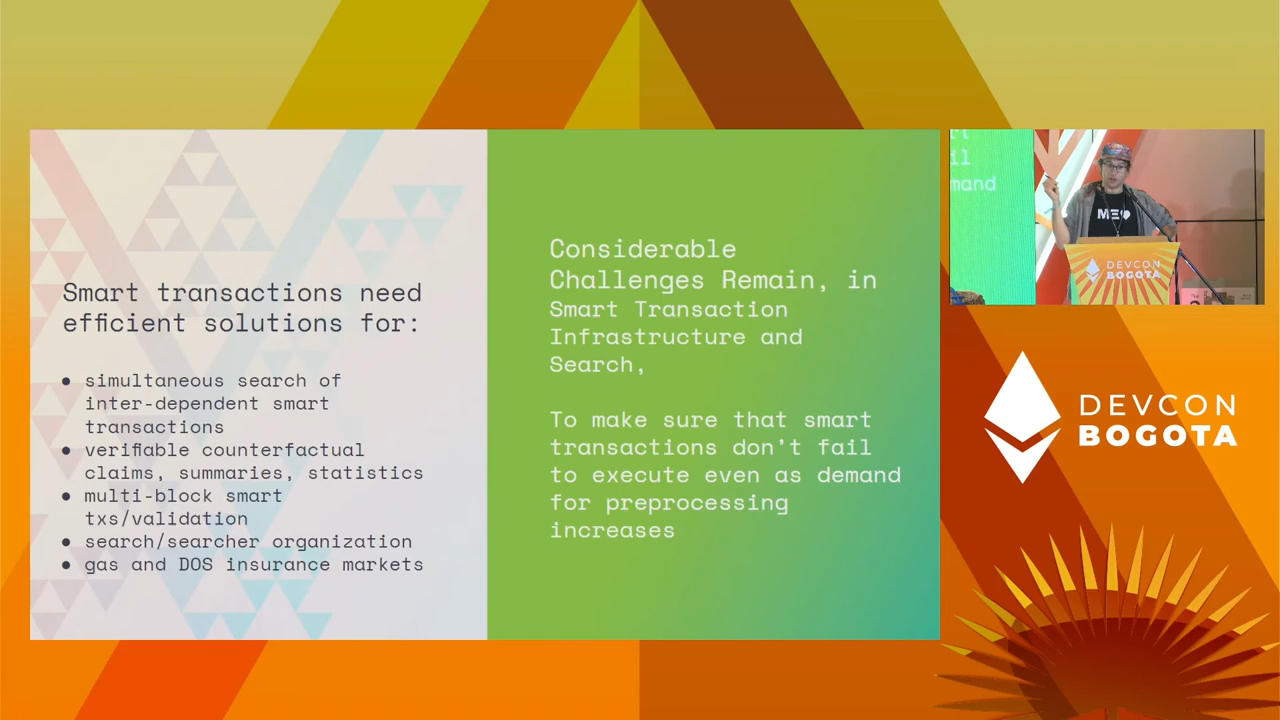 Smart transactions need
efficient solutions for:
● simultaneous search of
inter-dependent smart
transactions
● verifiable counterfactual
claims, summaries, statistics
● multi-block smart
txs/validation
● search/searcher organization
● gas and DOS insurance markets
Considerable
Challenges Remain, in
Smart Transaction
Infrastructure and
Search,
To make sure that smart
transactions don't fail
to execute even as demand
for preprocessing
increases
mand
DEVCON
BOGOTA
DEVCON
BOGOTA